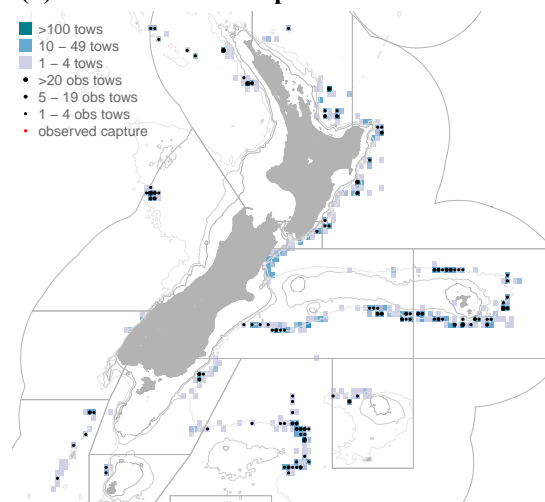 >100 tows
10 – 49 tows
1 – 4 tows
>20 obs tows
5 – 19 obs tows
1 – 4 obs tows
observed capture